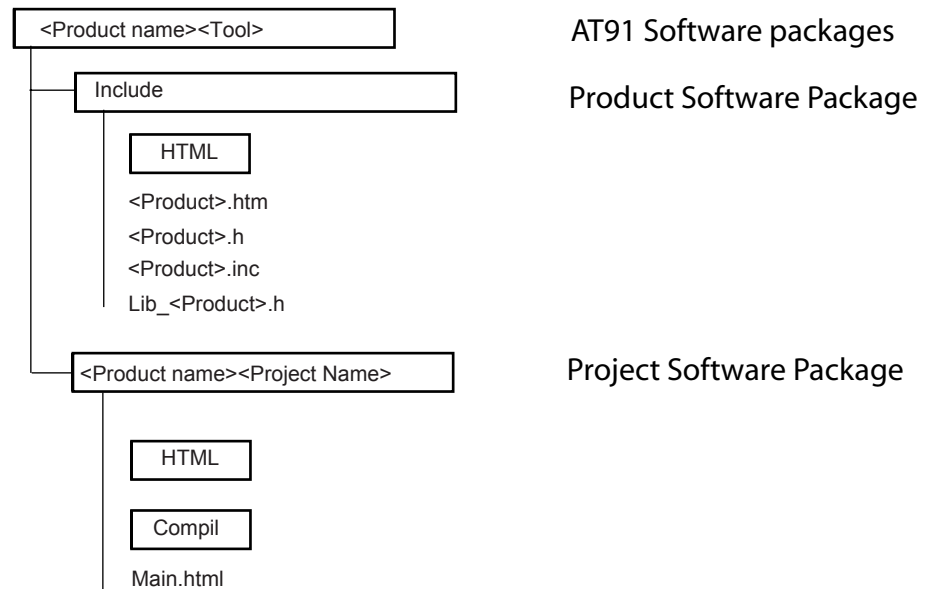 <Product name><Tool>
AT91 Software packages
Include
Product Software Package
HTML
<Product>.htm
<Product>.h
<Product>.inc
Lib_<Product>.h
<Product name><Project Name>
Project Software Package
HTML
Compil
Main.html